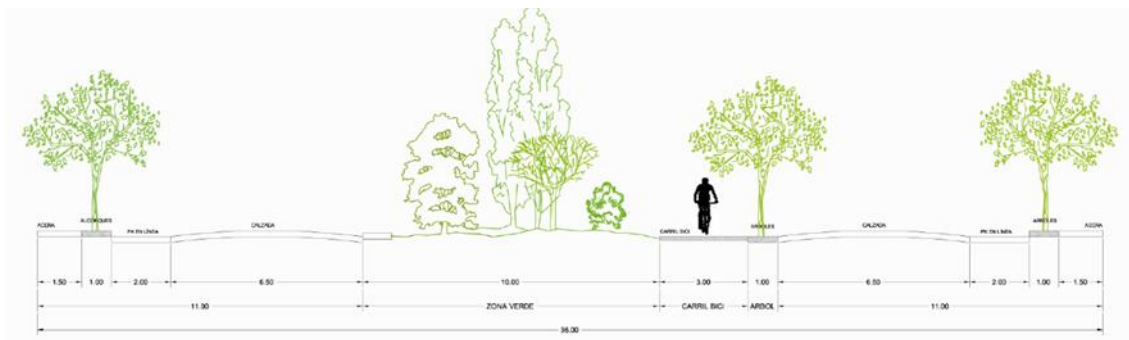 ACERA
ALCORQUES
PK EN LÍNEA
CALZADA
CARRIL BICI
ARBOLES
CALZADA
PK EN LÍNEA
ARBOLES
ACERA
1.50 1.00 2.00 6.50 10.00 3.00 1.00 6.50 2.00 1.00 1.50
11.00 ZONA VERDE CARRIL BICI ARBOL 11.00
36.00